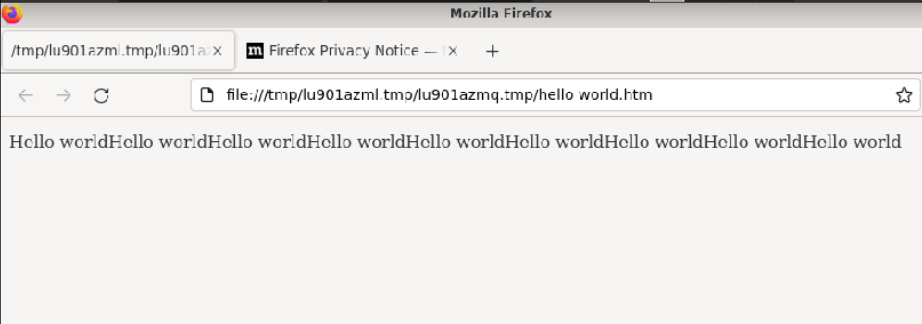 Mozilla Firefox
/tmp/lu901azml.tmp/lu901a
m Firefox Privacy Notice —
file:///tmp/lu901azml.tmp/lu901azmq.tmp/hello world.htm
Hello worldHello worldHello worldHello worldHello worldHello worldHello worldHello worldHello world